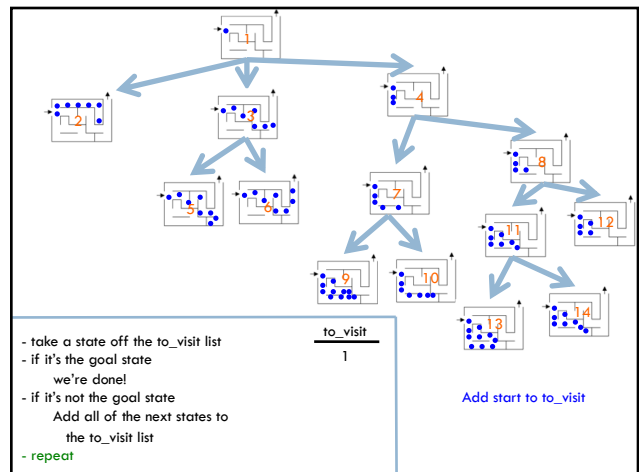 1
2
3
4
5
6
7
8
9
10
11
12
13
14
- take a state off the to_visit list
- if it's the goal state
we're done!
- if it's not the goal state
Add all of the next states to
the to_visit list
- repeat
to_visit
1
Add start to to_visit